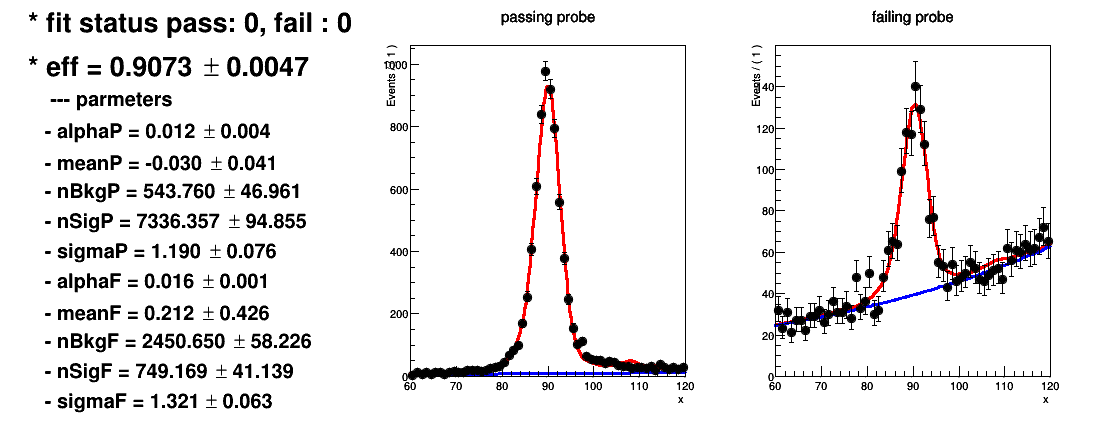 * fit status pass: 0, fail : 0
* eff = 0.9073 ± 0.0047
--- parmeters
- alphaP = 0.012 ± 0.004
- meanP = -0.030 ± 0.041
- nBkgP = 543.760 ± 46.961
- nSigP = 7336.357 ± 94.855
- sigmaP = 1.190 ± 0.076
- alphaF = 0.016 ± 0.001
- meanF = 0.212 ± 0.426
- nBkgF = 2450.650 ± 58.226
- nSigF = 749.169 ± 41.139
- sigmaF = 1.321 ± 0.063
passing probe
Events / ( 1 )
1000
800
600
400
200
0
60 70 80 90 100 110 120
x
failing probe
Events / ( 1 )
140
120
100
80
60
40
20
0
60 70 80 90 100 110 120
x